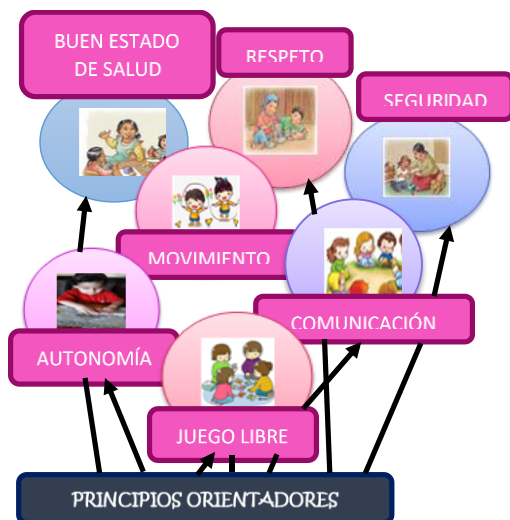 BUEN ESTADO
DE SALUD
RESPETO
SEGURIDAD
MOVIMIENTO
COMUNICACIÓN
AUTONOMÍA
JUEGO LIBRE
PRINCIPIOS ORIENTADORES